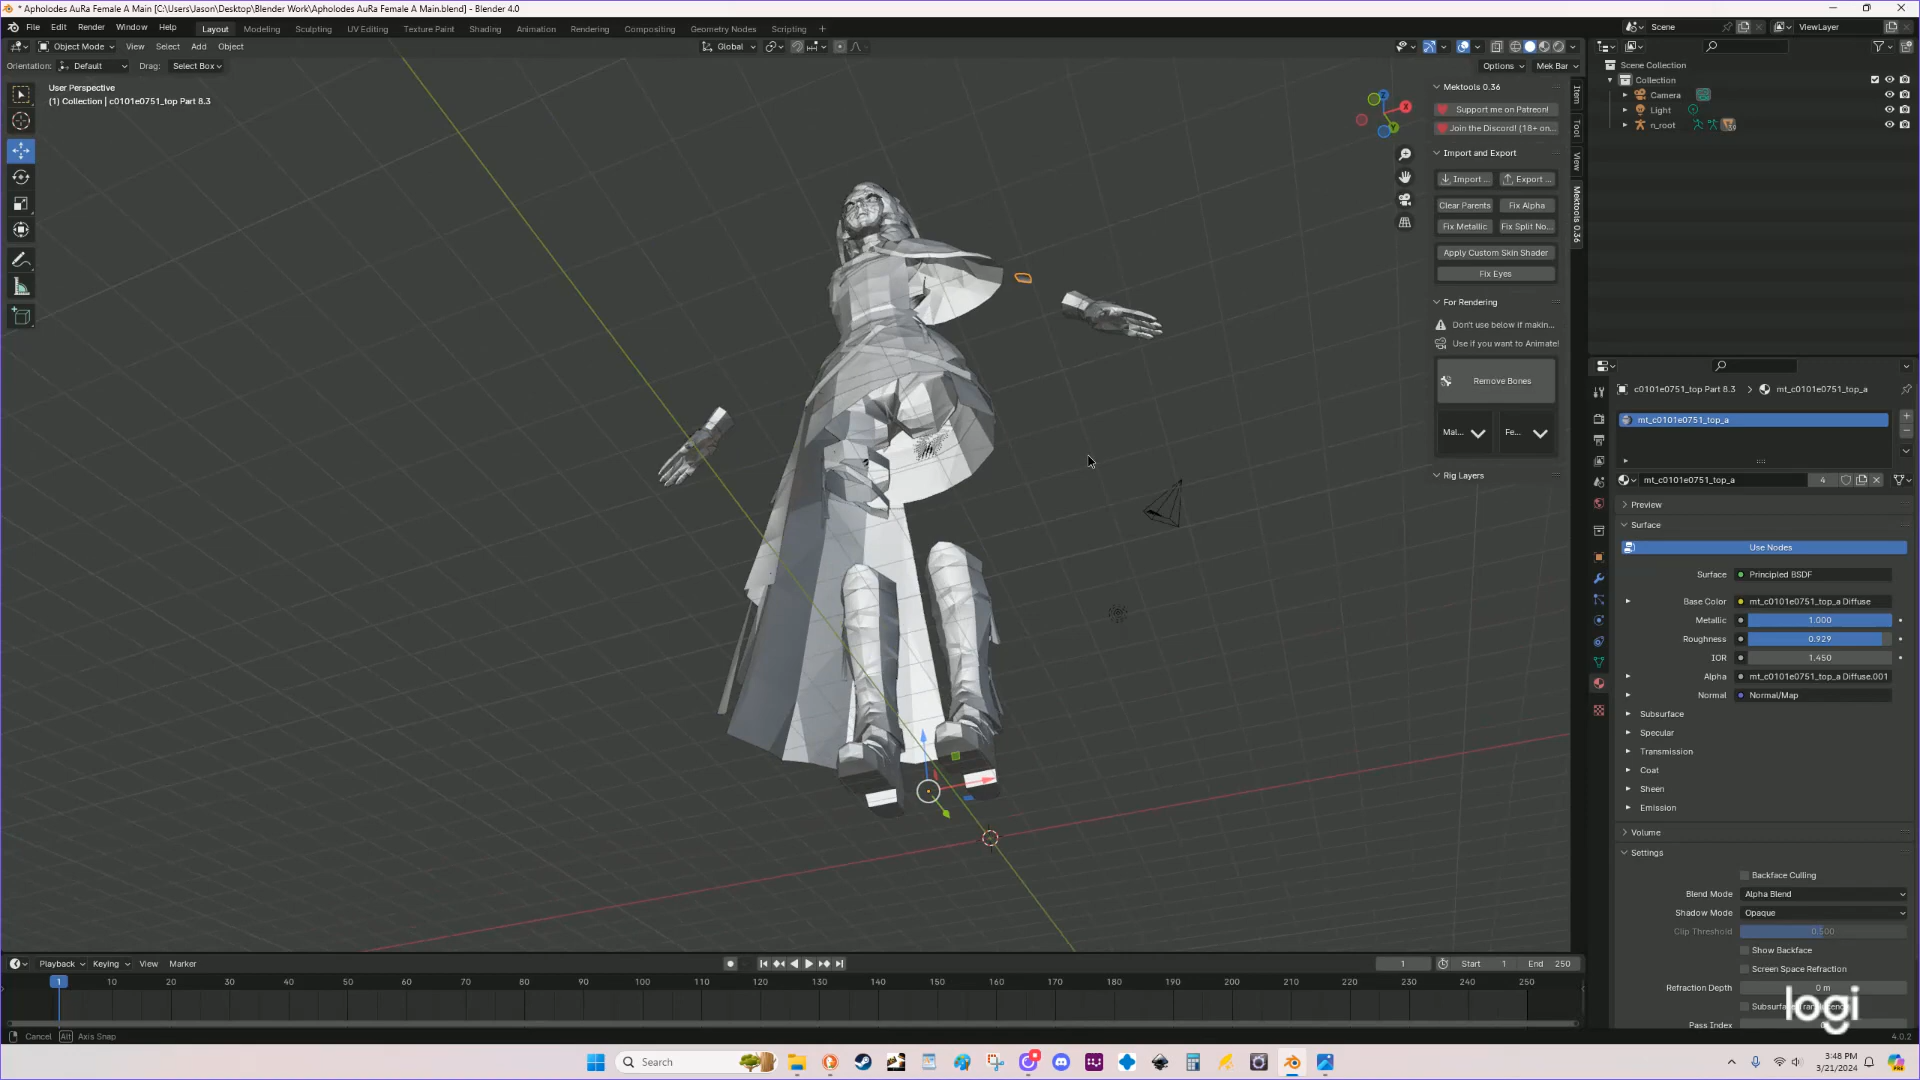 * Apholodes AuRa Female A Main [C:\Users\Jason\Desktop\Blender Work\Apholodes AuRa Female A Main.blend] - Blender 4.0
File Edit Render Window Help Layout Modeling Sculpting UV Editing Texture Paint Shading Animation Rendering Compositing Geometry Nodes Scripting + Scene ViewLayer
Object Mode View Select Add Object Global
Orientation: Default Drag: Select Box Options Mek Bar
User Perspective
(1) Collection | c0101e0751_top Part 8.3
Scene Collection
Collection
Camera
Light
n_root
Z
X
Y
Item
Tool
View
Mektools 0.36
Mektools 0.36
Support me on Patreon!
Join the Discord! (18+ on...
Import and Export
Import ... Export ...
Clear Parents Fix Alpha
Fix Metallic Fix Split No...
Apply Custom Skin Shader
Fix Eyes
For Rendering
Don't use below if makin...
Use if you want to Animate!
Remove Bones
Mal... Fe...
Rig Layers
c0101e0751_top Part 8.3 > mt_c0101e0751_top_a
mt_c0101e0751_top_a
mt_c0101e0751_top_a 4
Preview
Surface
Use Nodes
Surface Principled BSDF
Base Color mt_c0101e0751_top_a Diffuse
Metallic 1.000
Roughness 0.929
IOR 1.450
Alpha mt_c0101e0751_top_a Diffuse.001
Normal Normal/Map
Subsurface
Specular
Transmission
Coat
Sheen
Emission
Volume
Settings
Backface Culling
Blend Mode Alpha Blend
Shadow Mode Opaque
Clip Threshold 0.500
Show Backface
Screen Space Refraction
Refraction Depth 0 m
Pass Index
logi
Playback Keying View Marker 1 Start 1 End 250
1 10 20 30 40 50 60 70 80 90 100 110 120 130 140 150 160 170 180 190 200 210 220 230 240 250
Cancel Alt Axis Snap 4.0.2
Search
3:48 PM
3/21/2024